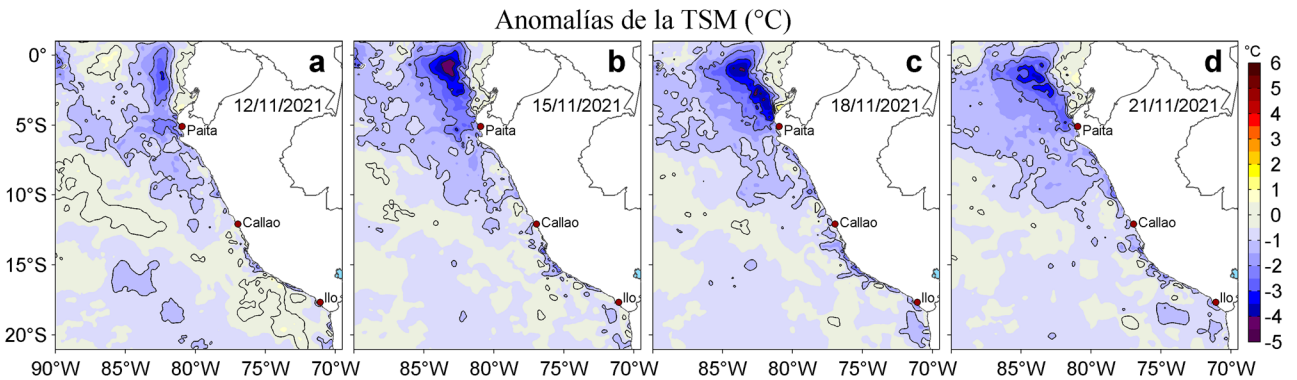 Anomalías de la TSM (°C)
a
12/11/2021
Paita
Callao
Ilo
b
15/11/2021
Paita
Callao
Ilo
c
18/11/2021
Paita
Callao
Ilo
d
21/11/2021
Paita
Callao
Ilo
0°
5°S
10°S
15°S
20°S
90°W 85°W 80°W 75°W 70°W
85°W 80°W 75°W 70°W
85°W 80°W 75°W 70°W
85°W 80°W 75°W 70°W
°C
6
5
4
3
2
1
0
-1
-2
-3
-4
-5